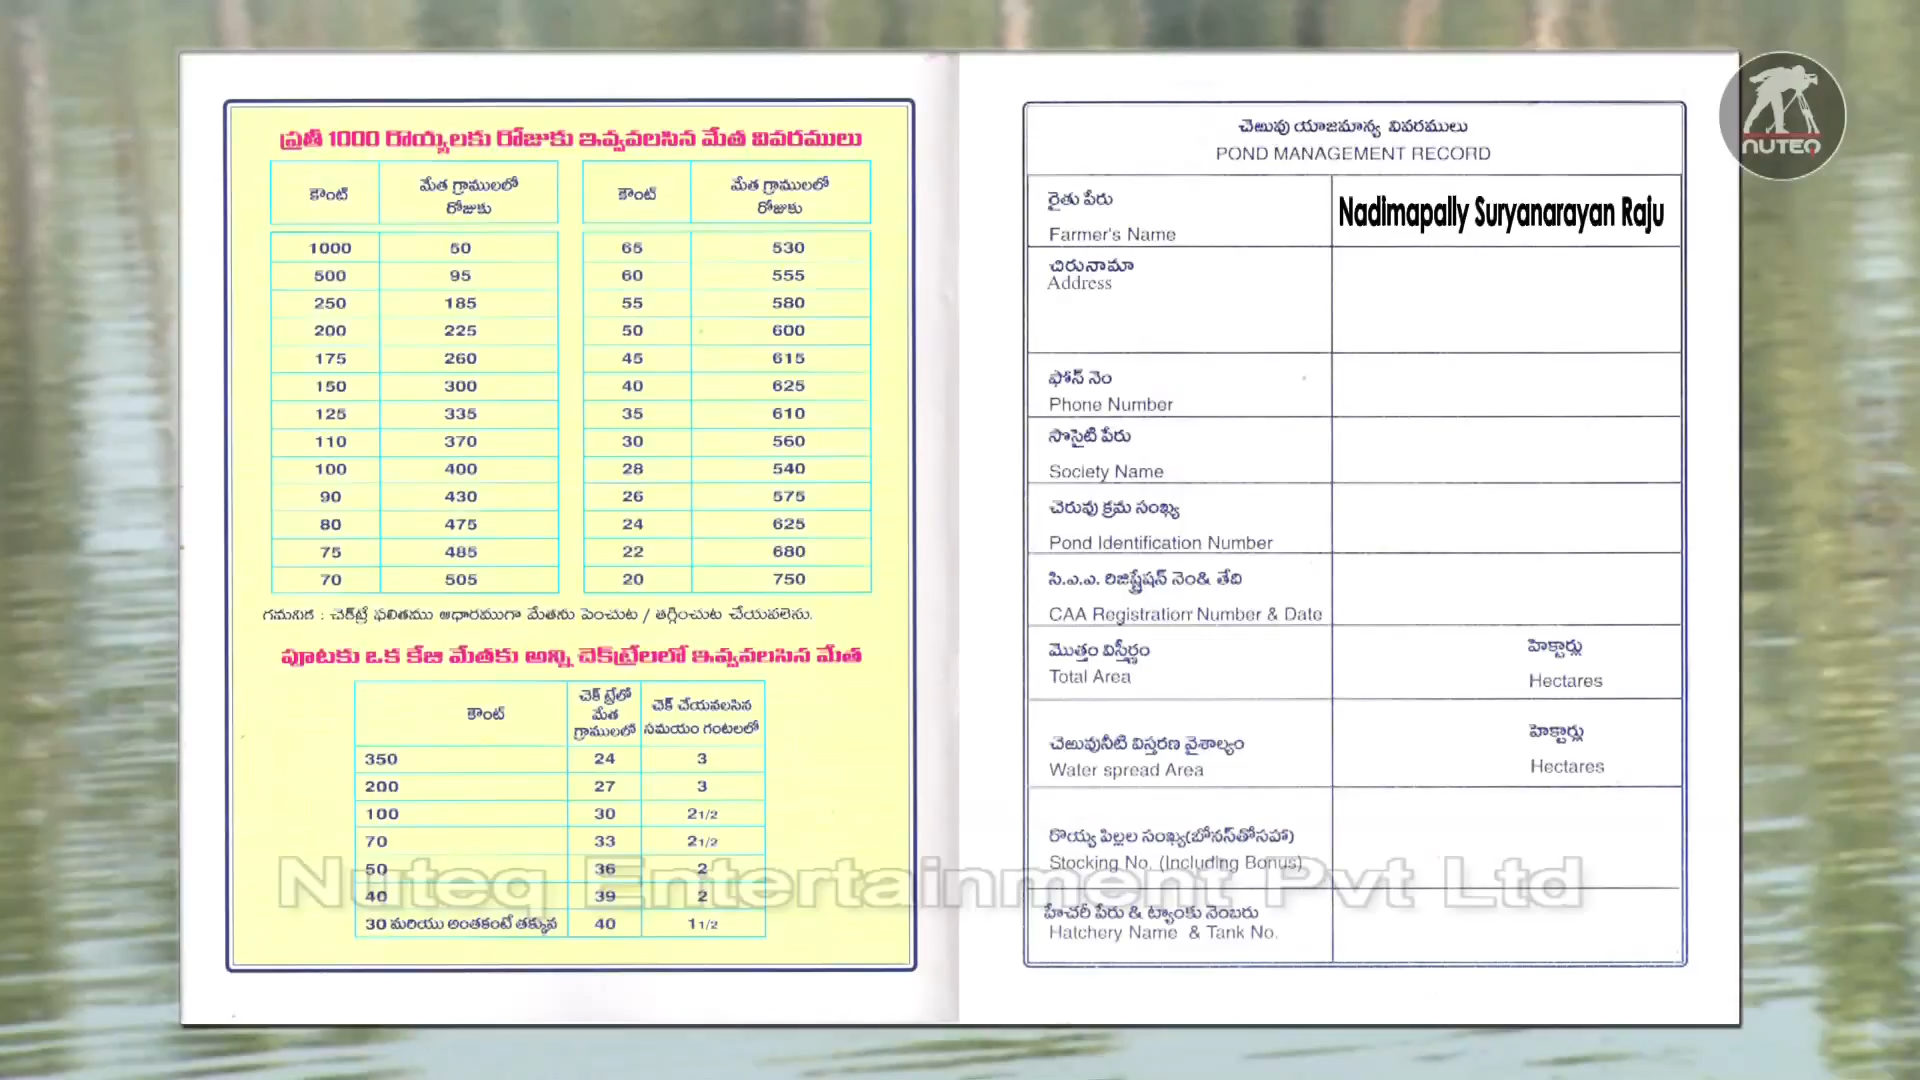 ప్రతీ 1000 రొయ్యలకు రోజుకు ఇవ్వవలసిన మేత వివరములు
కౌంట్ మేత గ్రాములలో రోజుకు కౌంట్ మేత గ్రాములలో రోజుకు
1000 50 65 530
500 95 60 555
250 185 55 580
200 225 50 600
175 260 45 615
150 300 40 625
125 335 35 610
110 370 30 560
100 400 28 540
90 430 26 575
80 475 24 625
75 485 22 680
70 505 20 750
గమనిక : చెక్‌ట్రే ఫలితము ఆధారముగా మేతను పెంచుట / తగ్గించుట చేయవలెను.
పూటకు ఒక కేజి మేతకు అన్ని చెక్‌ట్రేలలో ఇవ్వవలసిన మేత
కౌంట్ చెక్ ట్రేలో మేత గ్రాములలో చెక్ చేయవలసిన సమయం గంటలలో
350 24 3
200 27 3
100 30 2 1/2
70 33 2 1/2
50 36 2
40 39 2
30 మరియు అంతకంటే తక్కువ 40 1 1/2
చెఱువు యాజమాన్య వివరములు
POND MANAGEMENT RECORD
రైతు పేరు
Farmer's Name
Nadimapally Suryanarayan Raju
చిరునామా
Address
ఫోన్ నెం
Phone Number
సొసైటి పేరు
Society Name
చెరువు క్రమ సంఖ్య
Pond Identification Number
సి.ఎ.ఎ. రిజిస్ట్రేషన్ నెం& తేది
CAA Registration Number & Date
మొత్తం విస్తీర్ణం
Total Area
హెక్టార్లు
Hectares
చెఱువునీటి విస్తరణ వైశాల్యం
Water spread Area
హెక్టార్లు
Hectares
రొయ్య పిల్లల సంఖ్య(బోనస్‌తోసహా)
Stocking No. (Including Bonus)
హేచరీ పేరు & ట్యాంకు నెంబరు
Hatchery Name & Tank No.
NUTEQ
Nuteq Entertainment Pvt Ltd